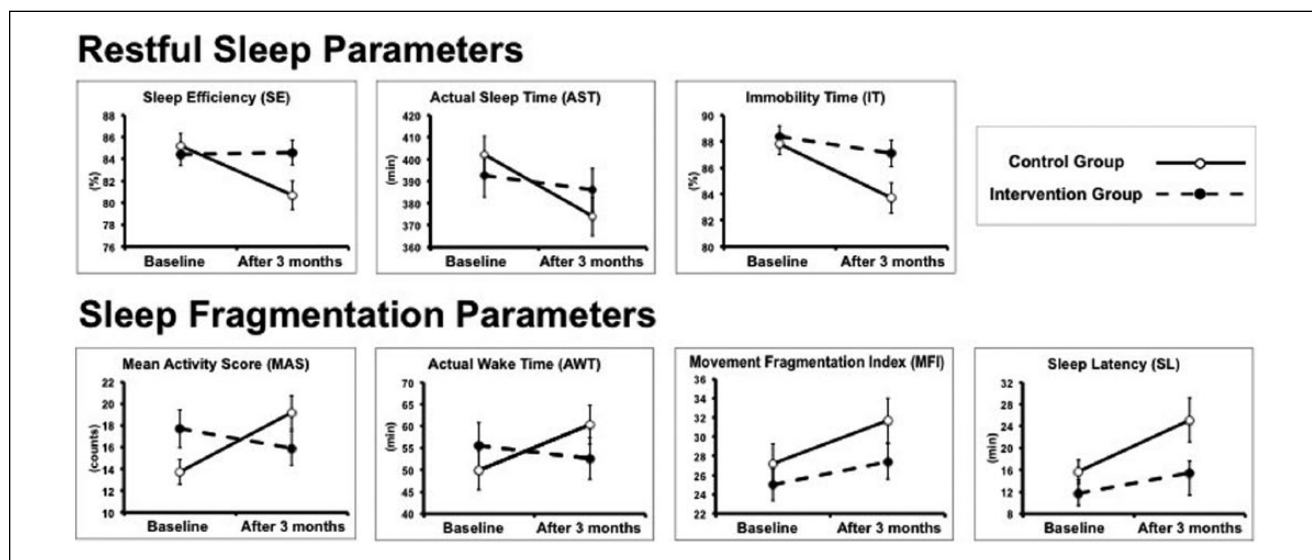 Restful Sleep Parameters
Sleep Efficiency (SE)
88
86
84
82
80
78
76
(%)
Baseline After 3 months
Actual Sleep Time (AST)
420
410
400
390
380
370
360
(min)
Baseline After 3 months
Immobility Time (IT)
90
88
86
84
82
80
(%)
Baseline After 3 months
Control Group
Intervention Group
Sleep Fragmentation Parameters
Mean Activity Score (MAS)
22
20
18
16
14
12
10
(counts)
Baseline After 3 months
Actual Wake Time (AWT)
70
65
60
55
50
45
40
(min)
Baseline After 3 months
Movement Fragmentation Index (MFI)
36
34
32
30
28
26
24
22
Baseline After 3 months
Sleep Latency (SL)
32
28
24
20
16
12
8
(min)
Baseline After 3 months